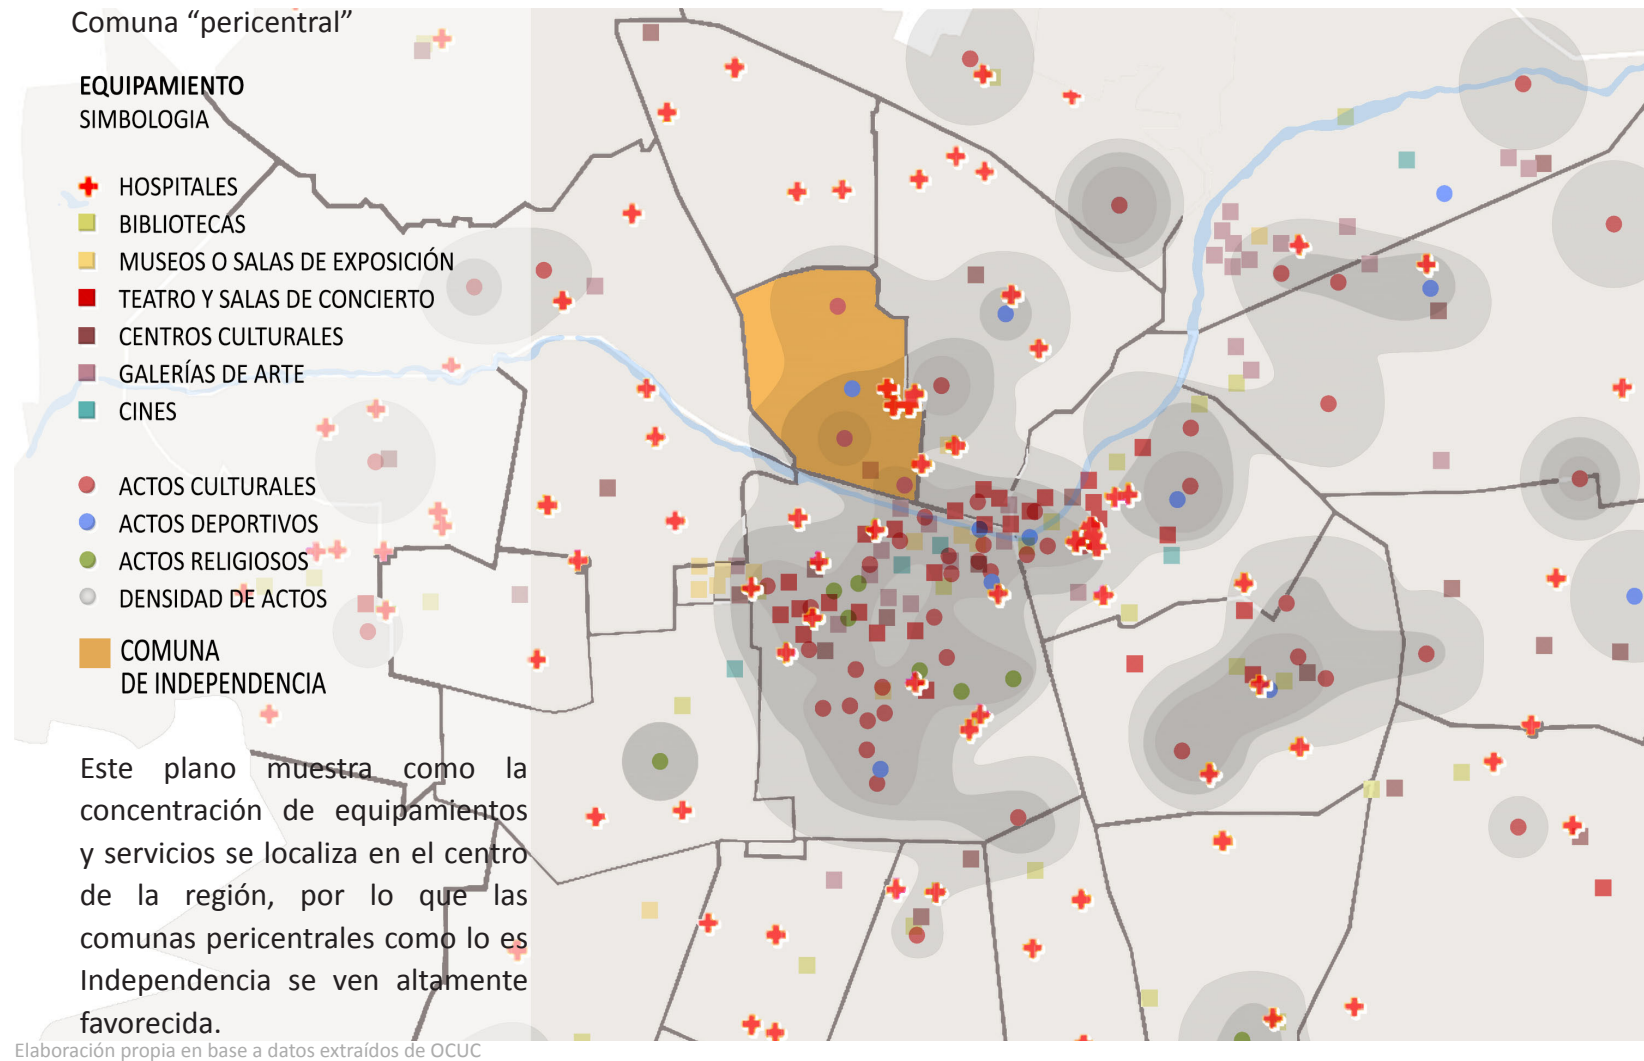 Comuna “pericentral”
EQUIPAMIENTO
SIMBOLOGIA
HOSPITALES
BIBLIOTECAS
MUSEOS O SALAS DE EXPOSICIÓN
TEATRO Y SALAS DE CONCIERTO
CENTROS CULTURALES
GALERÍAS DE ARTE
CINES
ACTOS CULTURALES
ACTOS DEPORTIVOS
ACTOS RELIGIOSOS
DENSIDAD DE ACTOS
COMUNA
DE INDEPENDENCIA
Este plano muestra como la
concentración de equipamientos
y servicios se localiza en el centro
de la región, por lo que las
comunas pericentrales como lo es
Independencia se ven altamente
favorecida.
Elaboración propia en base a datos extraídos de OCUC